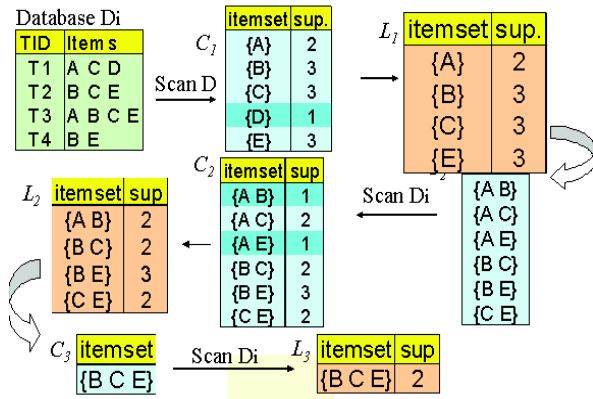 Database Di
TID Items
T1 A C D
T2 B C E
T3 A B C E
T4 B E
Scan D
C1
itemset sup.
{A} 2
{B} 3
{C} 3
{D} 1
{E} 3
L1
itemset sup.
{A} 2
{B} 3
{C} 3
{E} 3
{A B}
{A C}
{A E}
{B C}
{B E}
{C E}
Scan Di
C2
itemset sup
{A B} 1
{A C} 2
{A E} 1
{B C} 2
{B E} 3
{C E} 2
L2
itemset sup
{A B} 2
{B C} 2
{B E} 3
{C E} 2
C3
itemset
{B C E}
Scan Di
L3
itemset sup
{B C E} 2